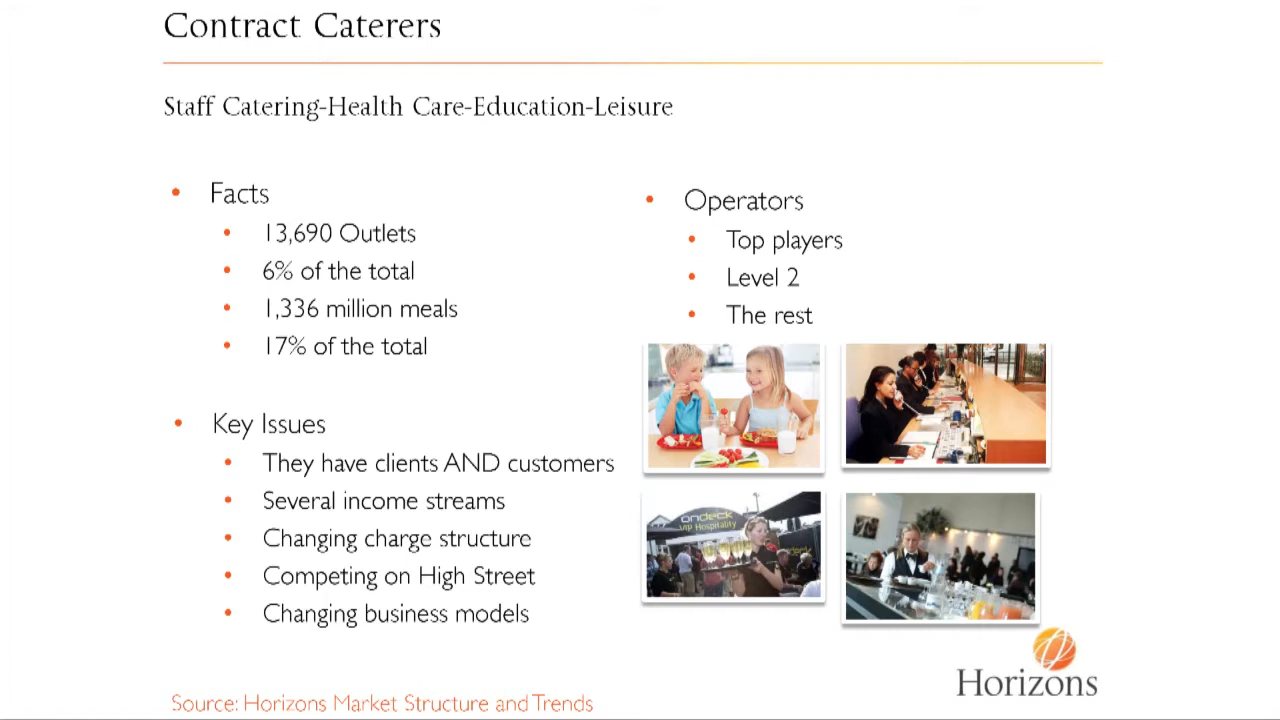 Contract Caterers
Staff Catering-Health Care-Education-Leisure
Facts
13,690 Outlets
6% of the total
1,336 million meals
17% of the total
Key Issues
They have clients AND customers
Several income streams
Changing charge structure
Competing on High Street
Changing business models
Operators
Top players
Level 2
The rest
ondeck
VIP Hospitality
Horizons
Source: Horizons Market Structure and Trends